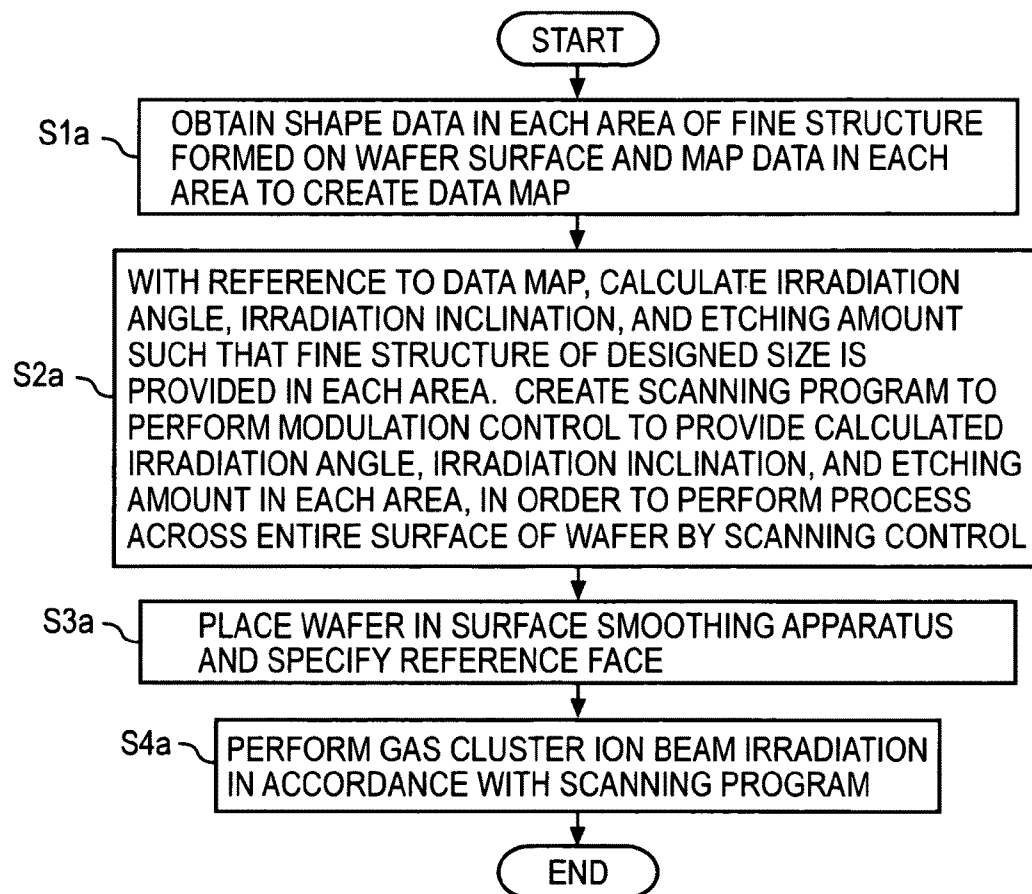 START
S1a
OBTAIN SHAPE DATA IN EACH AREA OF FINE STRUCTURE
FORMED ON WAFER SURFACE AND MAP DATA IN EACH
AREA TO CREATE DATA MAP
S2a
WITH REFERENCE TO DATA MAP, CALCULATE IRRADIATION
ANGLE, IRRADIATION INCLINATION, AND ETCHING AMOUNT
SUCH THAT FINE STRUCTURE OF DESIGNED SIZE IS
PROVIDED IN EACH AREA. CREATE SCANNING PROGRAM TO
PERFORM MODULATION CONTROL TO PROVIDE CALCULATED
IRRADIATION ANGLE, IRRADIATION INCLINATION, AND ETCHING
AMOUNT IN EACH AREA, IN ORDER TO PERFORM PROCESS
ACROSS ENTIRE SURFACE OF WAFER BY SCANNING CONTROL
S3a
PLACE WAFER IN SURFACE SMOOTHING APPARATUS
AND SPECIFY REFERENCE FACE
S4a
PERFORM GAS CLUSTER ION BEAM IRRADIATION
IN ACCORDANCE WITH SCANNING PROGRAM
END